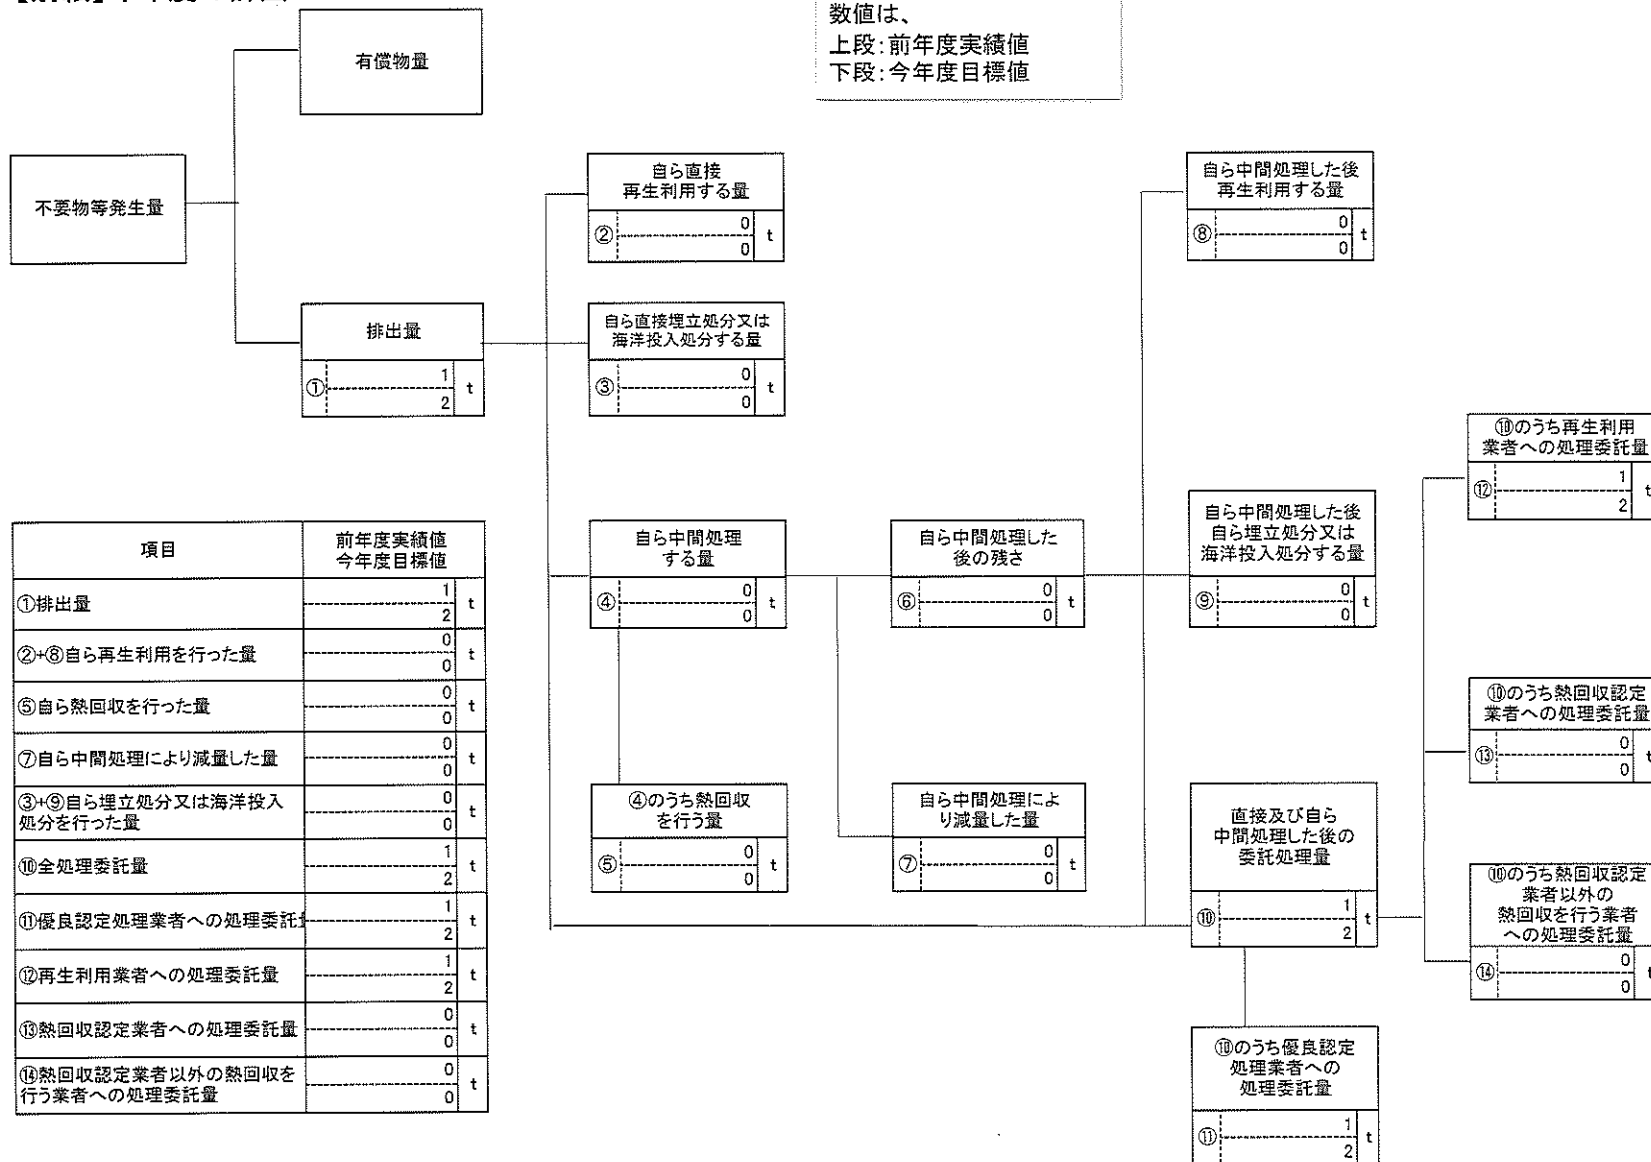 数値は、
上段:前年度実績値
下段:今年度目標値
有償物量
不要物等発生量
排出量
① 1 t
2
自ら直接
再生利用する量
② 0 t
0
自ら直接埋立処分又は
海洋投入処分する量
③ 0 t
0
自ら中間処理
する量
④ 0 t
0
④のうち熱回収
を行う量
⑤ 0 t
0
自ら中間処理した
後の残さ
⑥ 0 t
0
自ら中間処理によ
り減量した量
⑦ 0 t
0
自ら中間処理した後
再生利用する量
⑧ 0 t
0
自ら中間処理した後
自ら埋立処分又は
海洋投入処分する量
⑨ 0 t
0
直接及び自ら
中間処理した後の
委託処理量
⑩ 1 t
2
⑩のうち優良認定
処理業者への
処理委託量
⑪ 1 t
2
⑩のうち再生利用
業者への処理委託量
⑫ 1 t
2
⑩のうち熱回収認定
業者への処理委託量
⑬ 0 t
0
⑩のうち熱回収認定
業者以外の
熱回収を行う業者
への処理委託量
⑭ 0 t
0
項目 前年度実績値
今年度目標値
①排出量 1 t
2
②+⑧自ら再生利用を行った量 0 t
0
⑤自ら熱回収を行った量 0 t
0
⑦自ら中間処理により減量した量 0 t
0
③+⑨自ら埋立処分又は海洋投入
処分を行った量 0 t
0
⑩全処理委託量 1 t
2
⑪優良認定処理業者への処理委託 1 t
2
⑫再生利用業者への処理委託量 1 t
2
⑬熱回収認定業者への処理委託量 0 t
0
⑭熱回収認定業者以外の熱回収を
行う業者への処理委託量 0 t
0